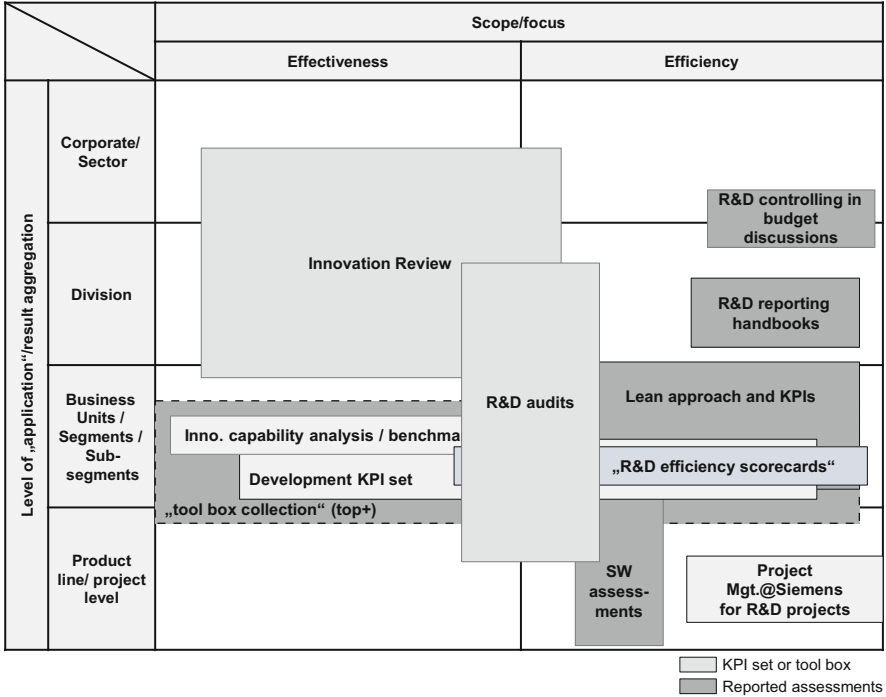 Scope/focus
Effectiveness
Efficiency
Level of „application“/result aggregation
Corporate/
Sector
R&D controlling in
budget
discussions
Innovation Review
Division
R&D reporting
handbooks
Business
Units /
Segments /
Sub-
segments
R&D audits
Lean approach and KPIs
Inno. capability analysis / benchma
Development KPI set
„R&D efficiency scorecards“
„tool box collection“ (top+)
Product
line/ project
level
SW
assess-
ments
Project
Mgt.@Siemens
for R&D projects
KPI set or tool box
Reported assessments